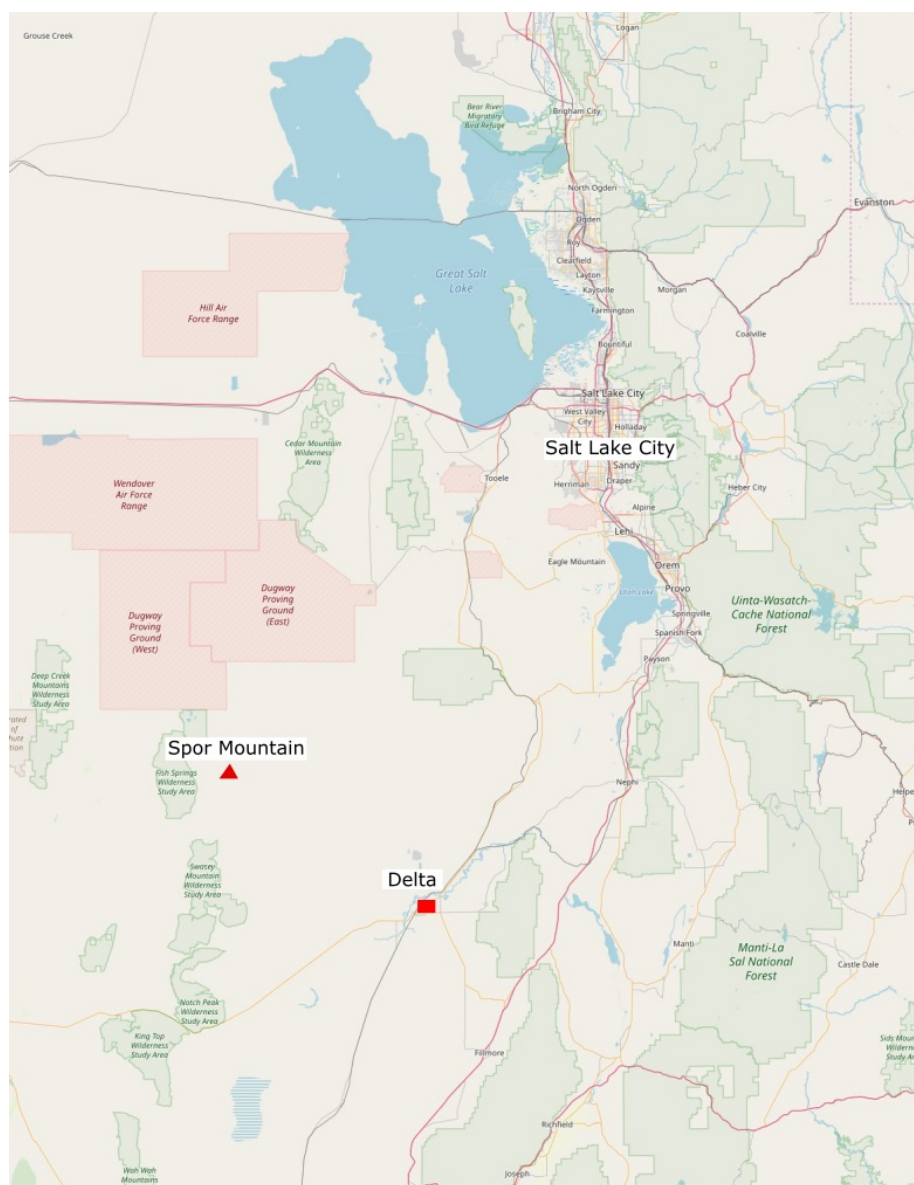 Grouse Creek
Logan
Bear River
Migratory
Bird Refuge
Brigham City
North Ogden
Evanston
Ogden
Roy
Clearfield
Great Salt
Lake
Layton
Kaysville
Morgan
Hill Air
Force Range
Farmington
Coalville
Bountiful
Salt Lake City
West Valley
City
Holladay
Cedar Mountain
Wilderness
Area
Salt Lake City
Sandy
Tooele
Herriman
Draper
Heber City
Wendover
Air Force
Range
Alpine
Lehi
Eagle Mountain
Orem
Dugway
Proving
Ground
(East)
Provo
Utah Lake
Uinta-Wasatch-
Cache National
Forest
Dugway
Proving
Ground
(West)
Springville
Spanish Fork
Payson
Deep Creek
Mountains
Wilderness
Study Area
Spor Mountain
Fish Springs
Wilderness
Study Area
Nephi
Swasey
Mountain
Wilderness
Study Area
Delta
Manti
Manti-La
Sal National
Forest
Castle Dale
Notch Peak
Wilderness
Study Area
King Top
Wilderness
Study Area
Fillmore
Richfield
Joseph
Wah Wah
Mountains